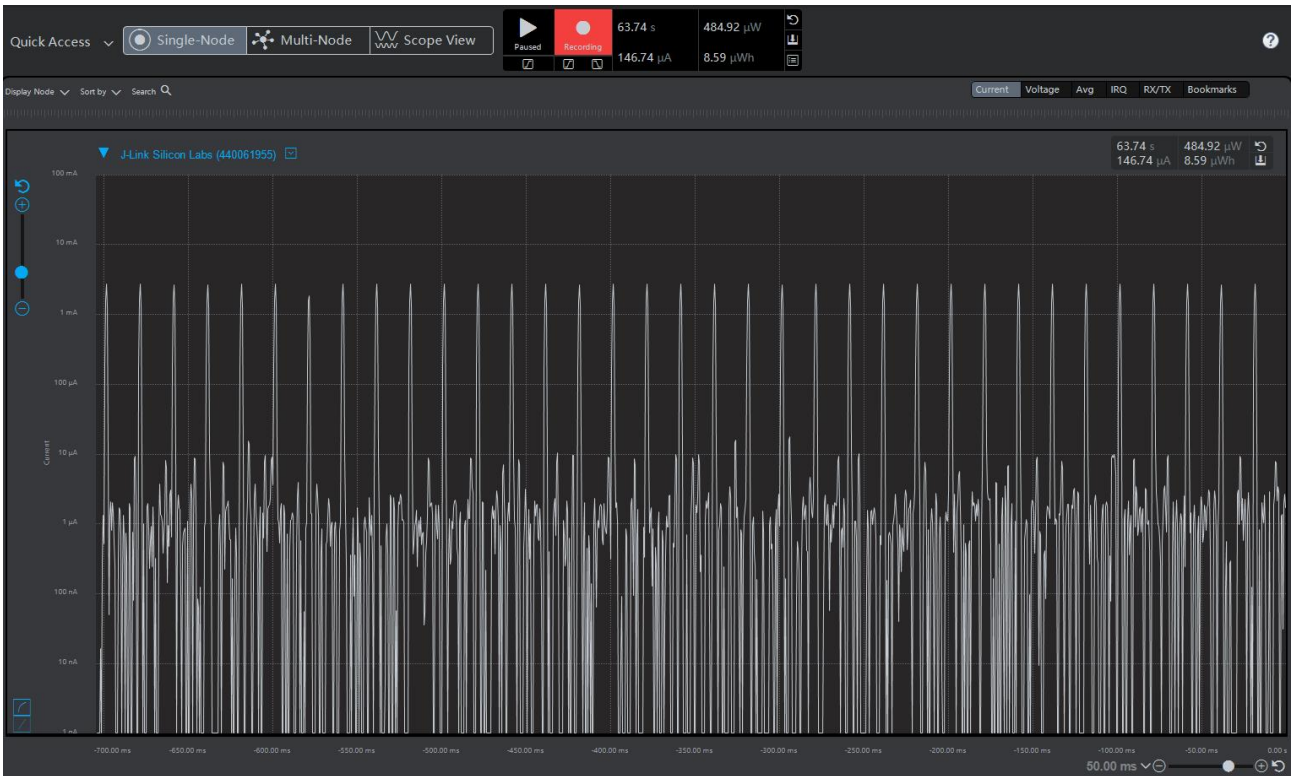 Quick Access
Single-Node
Multi-Node
Scope View
Paused
Recording
63.74 s
484.92 µW
146.74 µA
8.59 µWh
?
Display Node
Sort by
Search
Current
Voltage
Avg
IRQ
RX/TX
Bookmarks
J-Link Silicon Labs (440061955)
63.74 s
484.92 µW
146.74 µA
8.59 µWh
100 mA
10 mA
1 mA
100 µA
Current
10 µA
1 µA
100 nA
10 nA
1 nA
-700.00 ms
-650.00 ms
-600.00 ms
-550.00 ms
-500.00 ms
-450.00 ms
-400.00 ms
-350.00 ms
-300.00 ms
-250.00 ms
-200.00 ms
-150.00 ms
-100.00 ms
-50.00 ms
0.00 s
50.00 ms